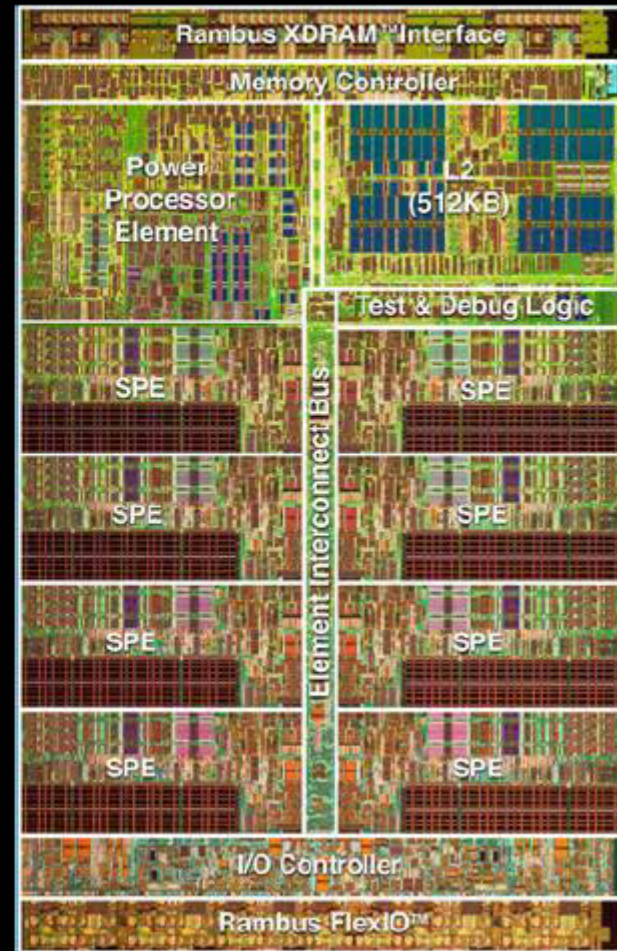 Rambus XDRAM™ Interface
Memory Controller
Power
Processor
Element
L2
(512KB)
Test & Debug Logic
SPE
SPE
SPE
SPE
SPE
SPE
SPE
SPE
Element Interconnect Bus
I/O Controller
Rambus FlexIO™